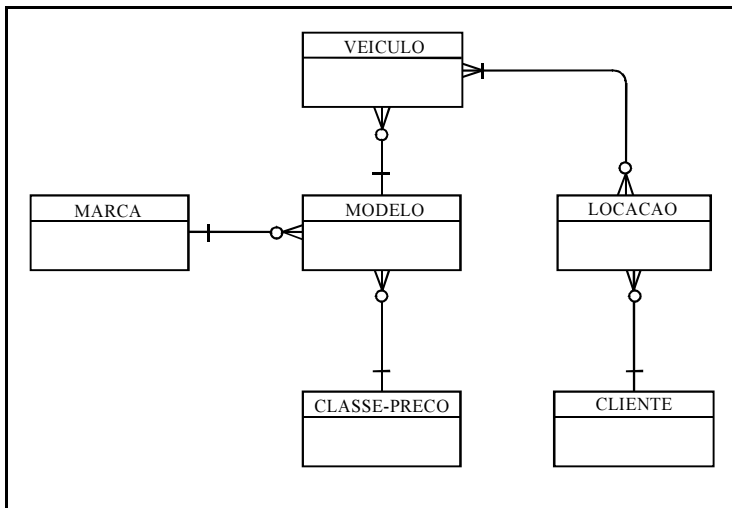 VEICULO
MARCA
MODELO
LOCACAO
CLASSE-PRECO
CLIENTE